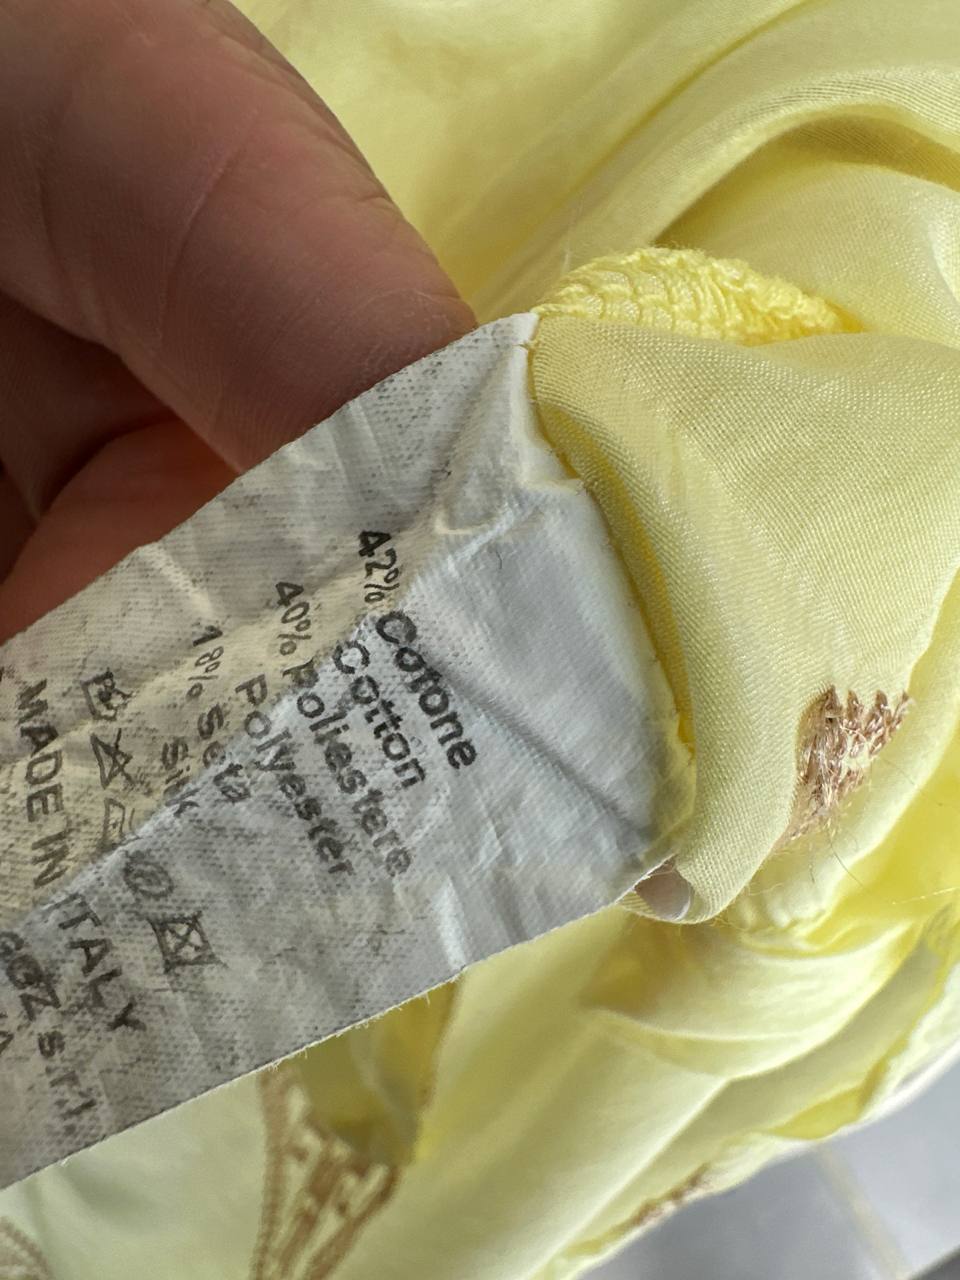 42% Cotone
Cotton
40% Poliestere
Polyester
18% Seta
Silk
MADE IN ITALY
s.r.l.